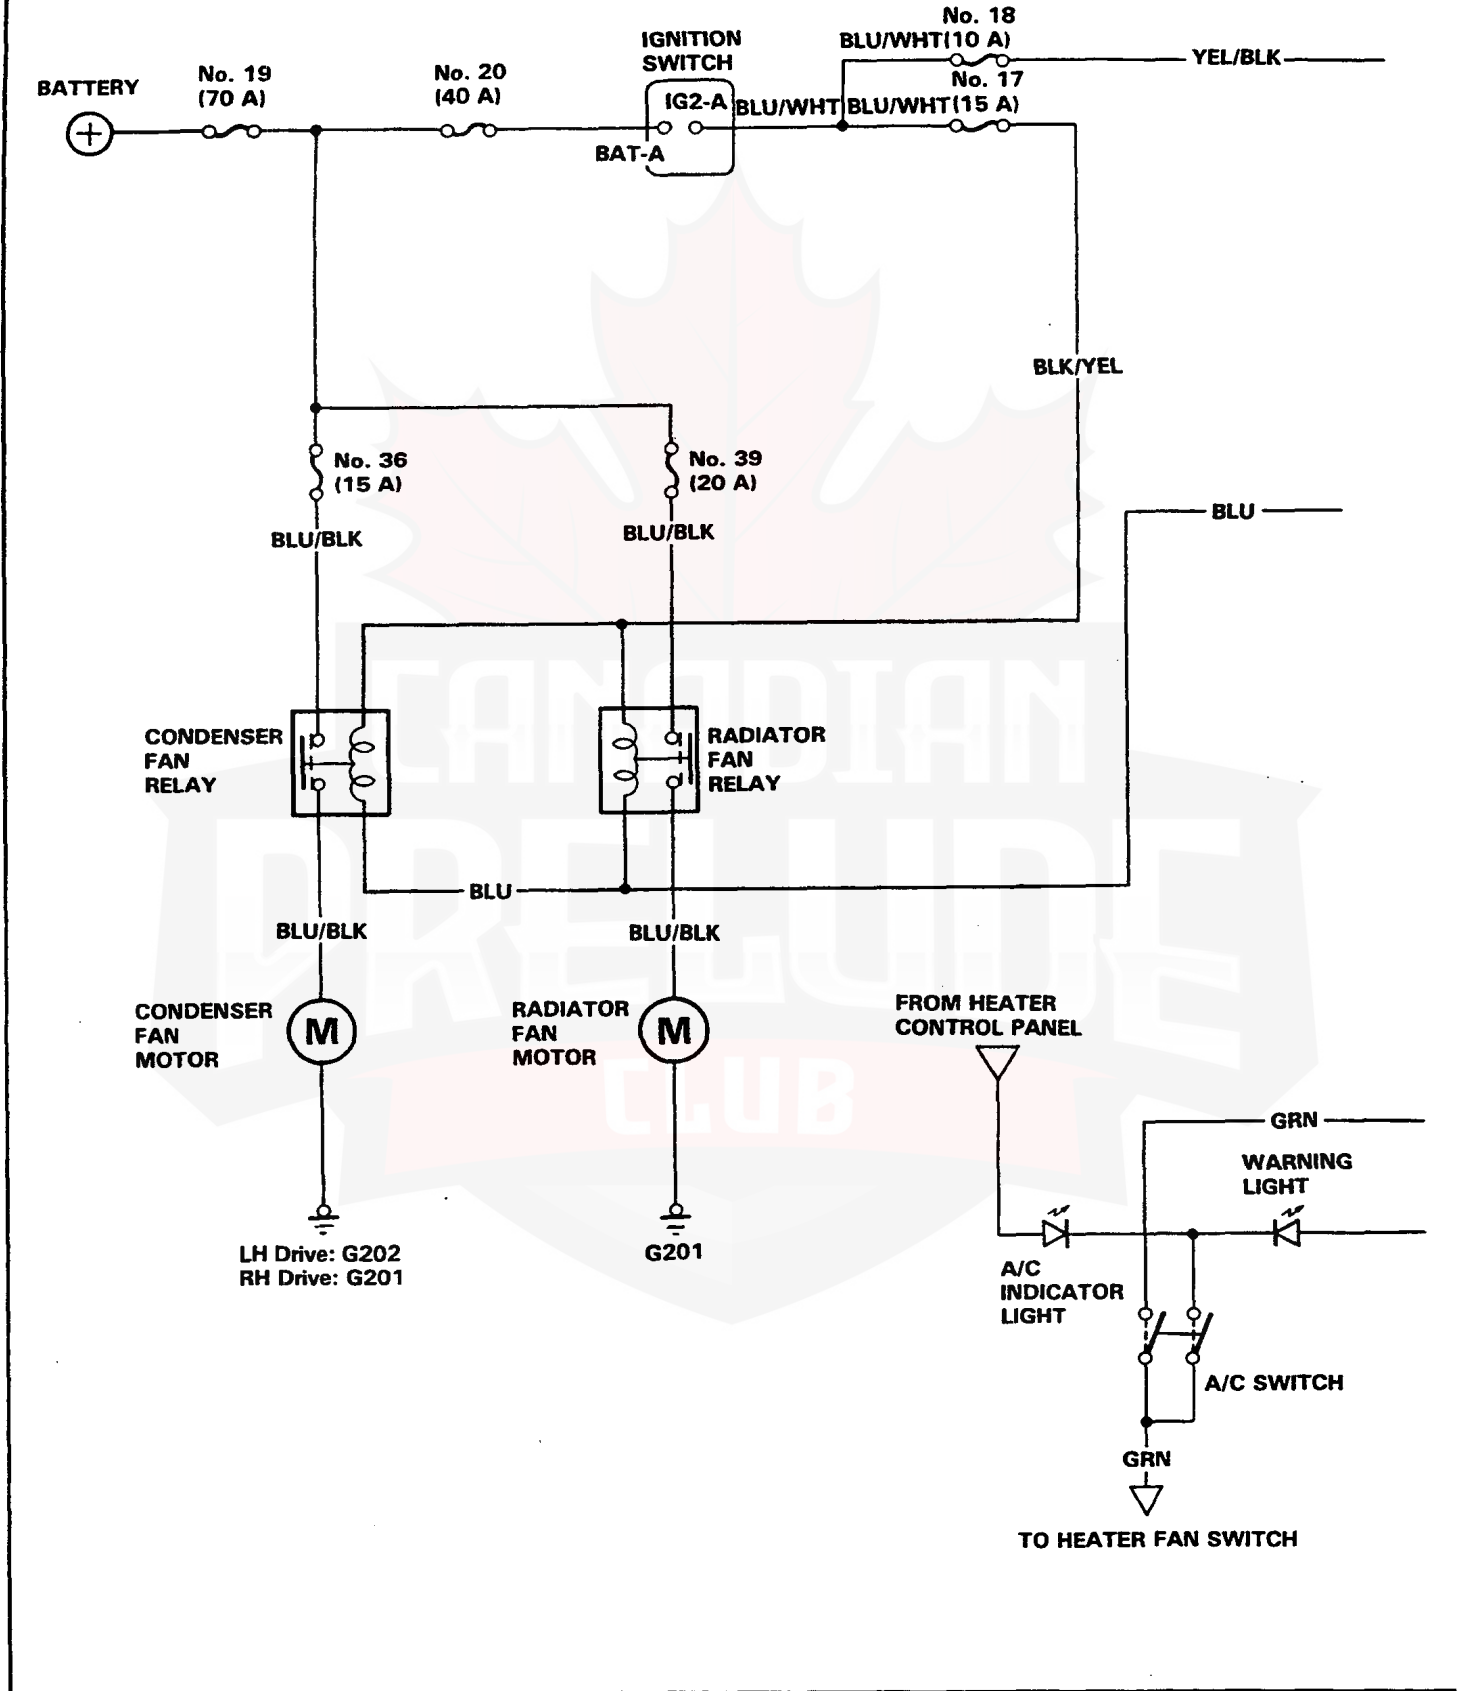 No. 18
BLU/WHT(10 A)
YEL/BLK
IGNITION
SWITCH
No. 19
(70 A)
No. 20
(40 A)
BATTERY
+
IG2-A
BAT-A
BLU/WHT
BLU/WHT(15 A)
No. 17
BLK/YEL
No. 36
(15 A)
No. 39
(20 A)
BLU/BLK
BLU/BLK
BLU
CONDENSER
FAN
RELAY
RADIATOR
FAN
RELAY
BLU
BLU/BLK
BLU/BLK
CONDENSER
FAN
MOTOR
M
RADIATOR
FAN
MOTOR
M
FROM HEATER
CONTROL PANEL
GRN
WARNING
LIGHT
LH Drive: G202
RH Drive: G201
G201
A/C
INDICATOR
LIGHT
A/C SWITCH
GRN
TO HEATER FAN SWITCH
CANADIAN
PRELUDE
CLUB